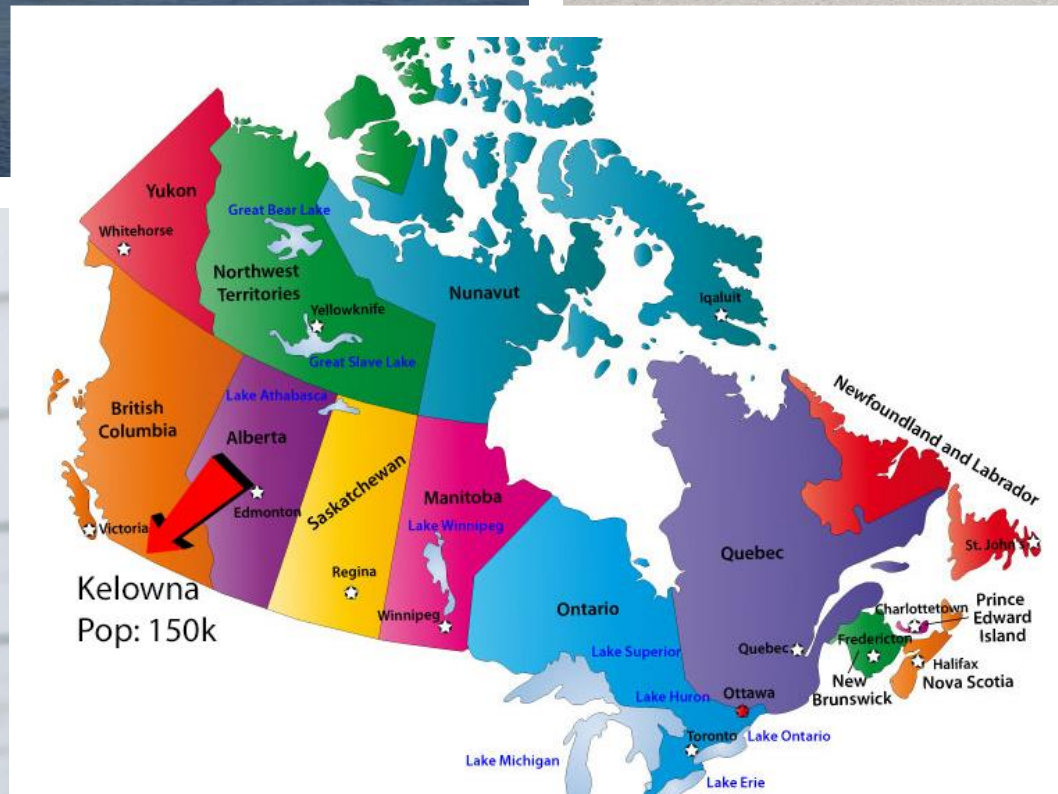 Yukon
Whitehorse
Great Bear Lake
Northwest
Territories
Yellowknife
Great Slave Lake
Nunavut
Iqaluit
British
Columbia
Lake Athabasca
Alberta
Edmonton
Victoria
Saskatchewan
Regina
Manitoba
Lake Winnipeg
Winnipeg
Kelowna
Pop: 150k
Ontario
Lake Superior
Lake Huron
Ottawa
Toronto
Lake Ontario
Lake Michigan
Lake Erie
Quebec
Quebec
Newfoundland and Labrador
St. John's
Charlottetown
Prince
Edward
Island
Fredericton
New
Brunswick
Halifax
Nova Scotia